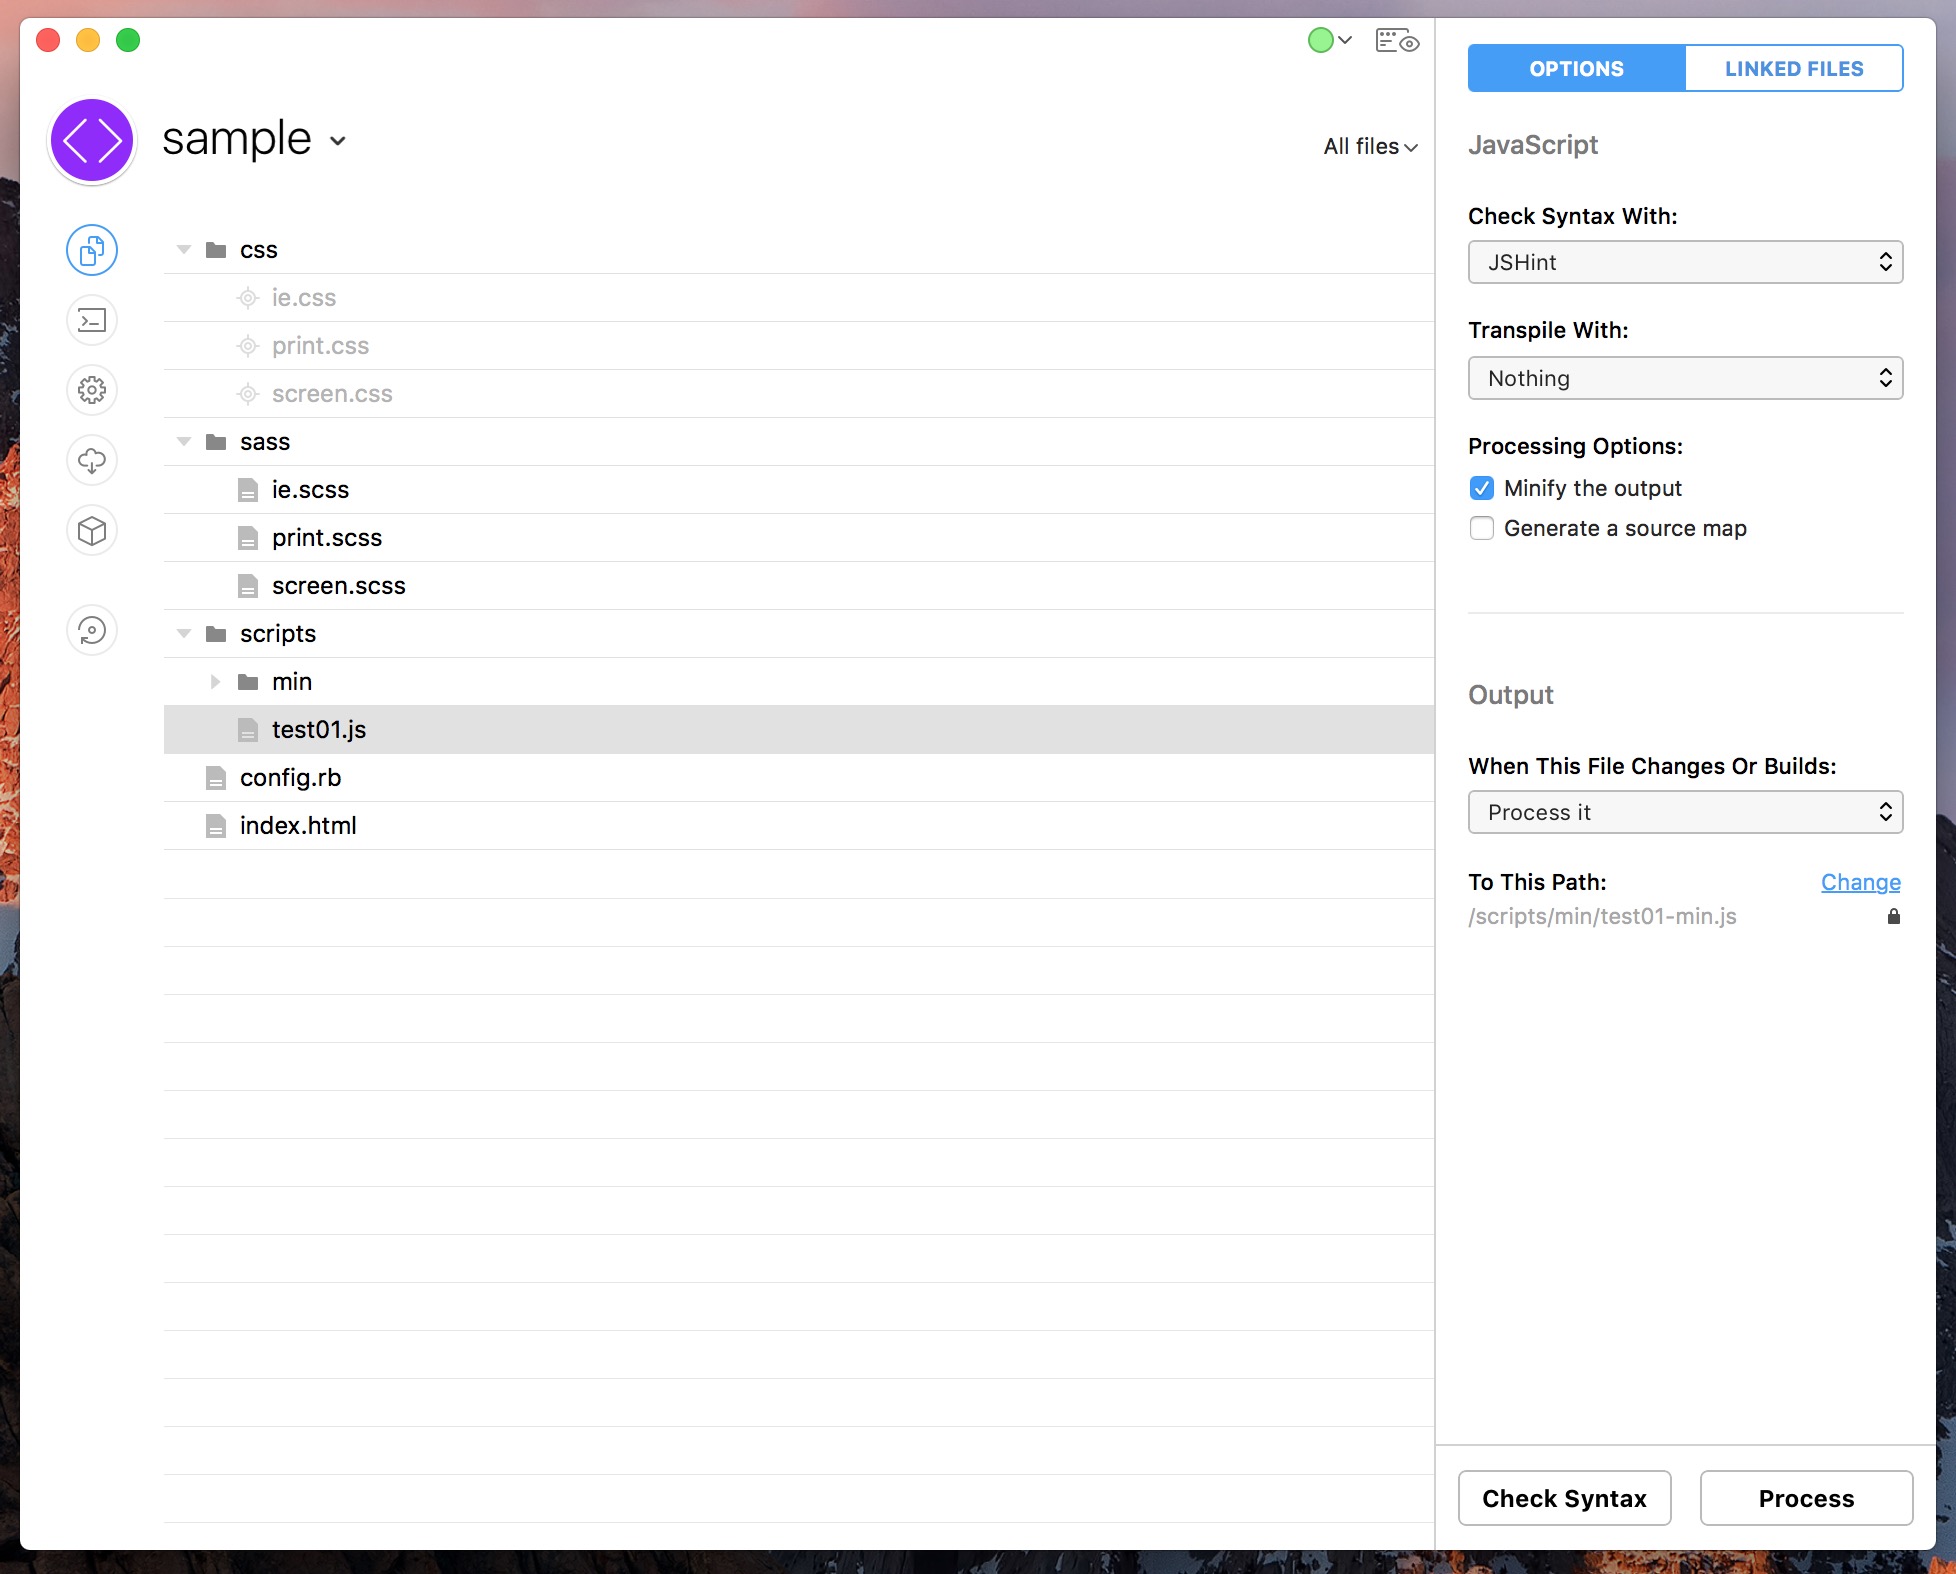 sample
All files
css
ie.css
print.css
screen.css
sass
ie.scss
print.scss
screen.scss
scripts
min
test01.js
config.rb
index.html
OPTIONS
LINKED FILES
JavaScript
Check Syntax With:
JSHint
Transpile With:
Nothing
Processing Options:
Minify the output
Generate a source map
Output
When This File Changes Or Builds:
Process it
To This Path:
Change
/scripts/min/test01-min.js
Check Syntax
Process